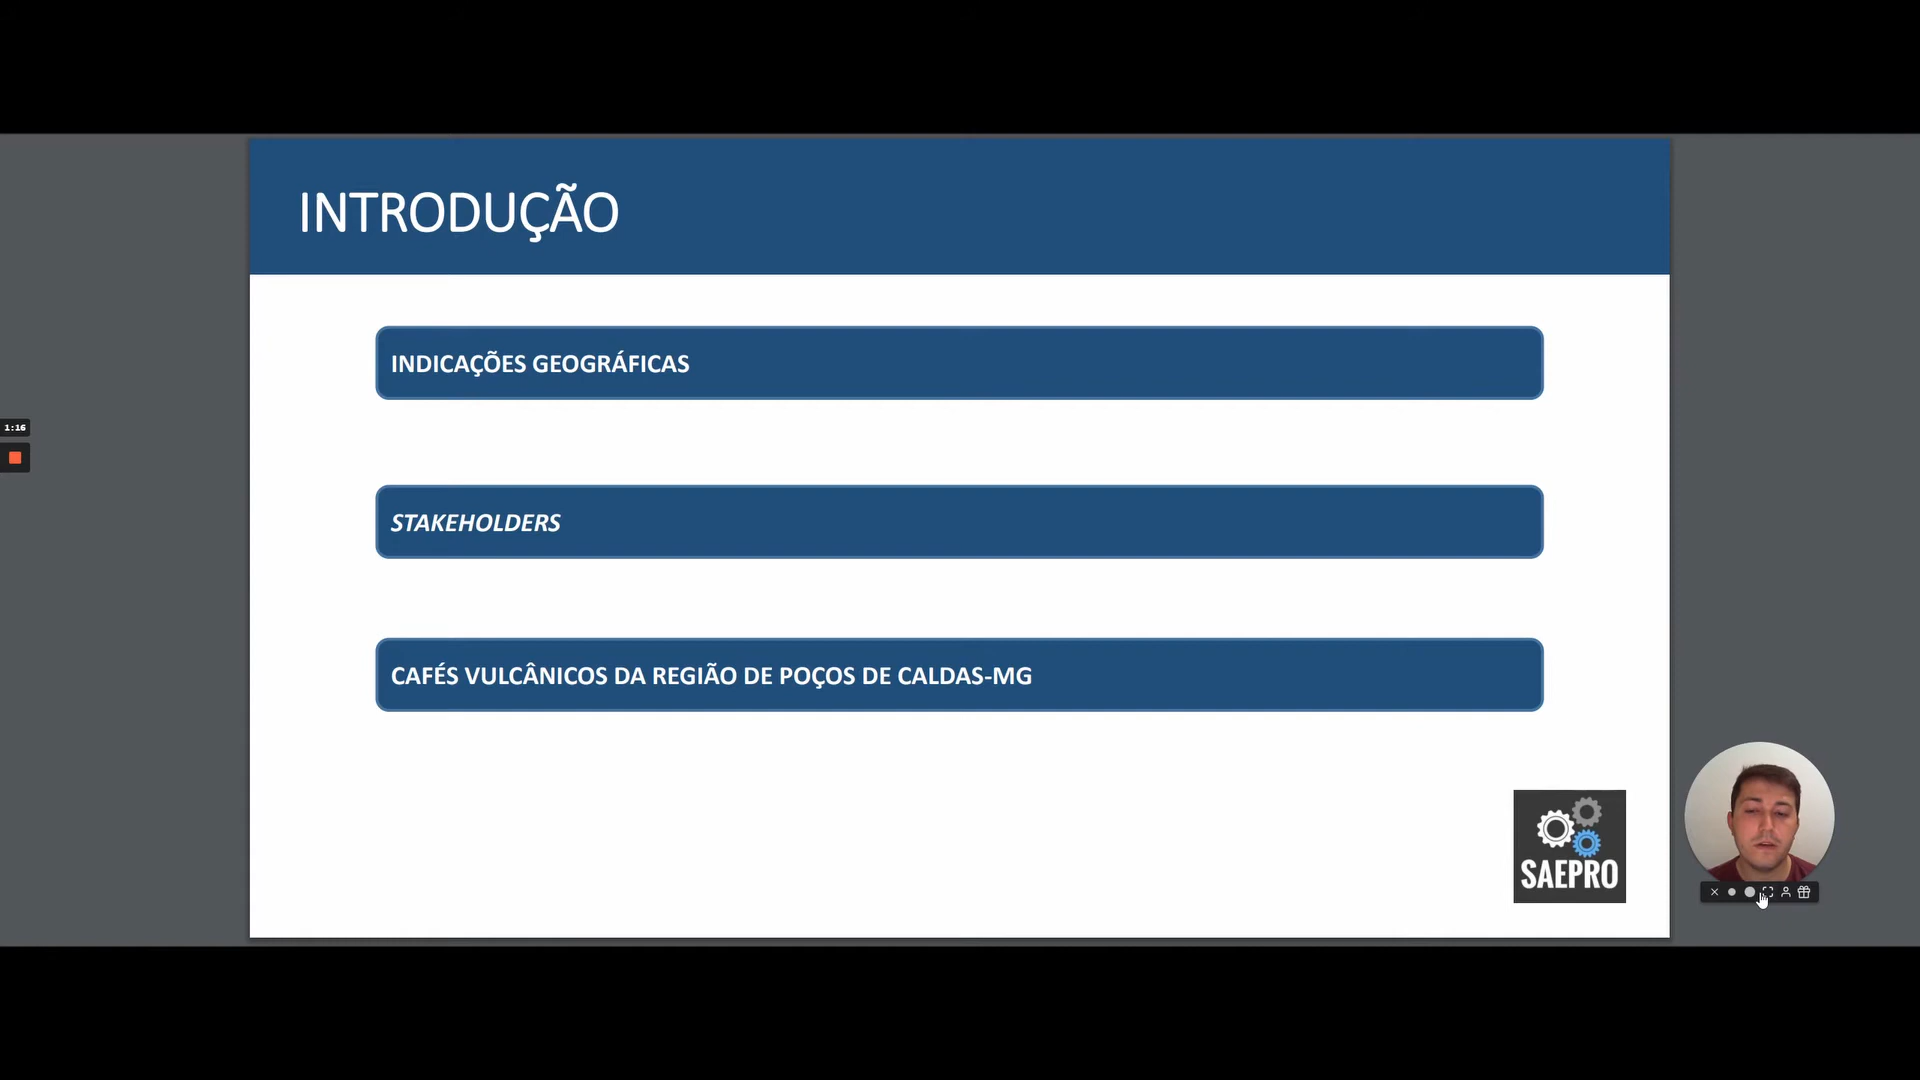 INTRODUÇÃO
INDICAÇÕES GEOGRÁFICAS
1:16
STAKEHOLDERS
CAFÉS VULCÂNICOS DA REGIÃO DE POÇOS DE CALDAS-MG
SAEPRO